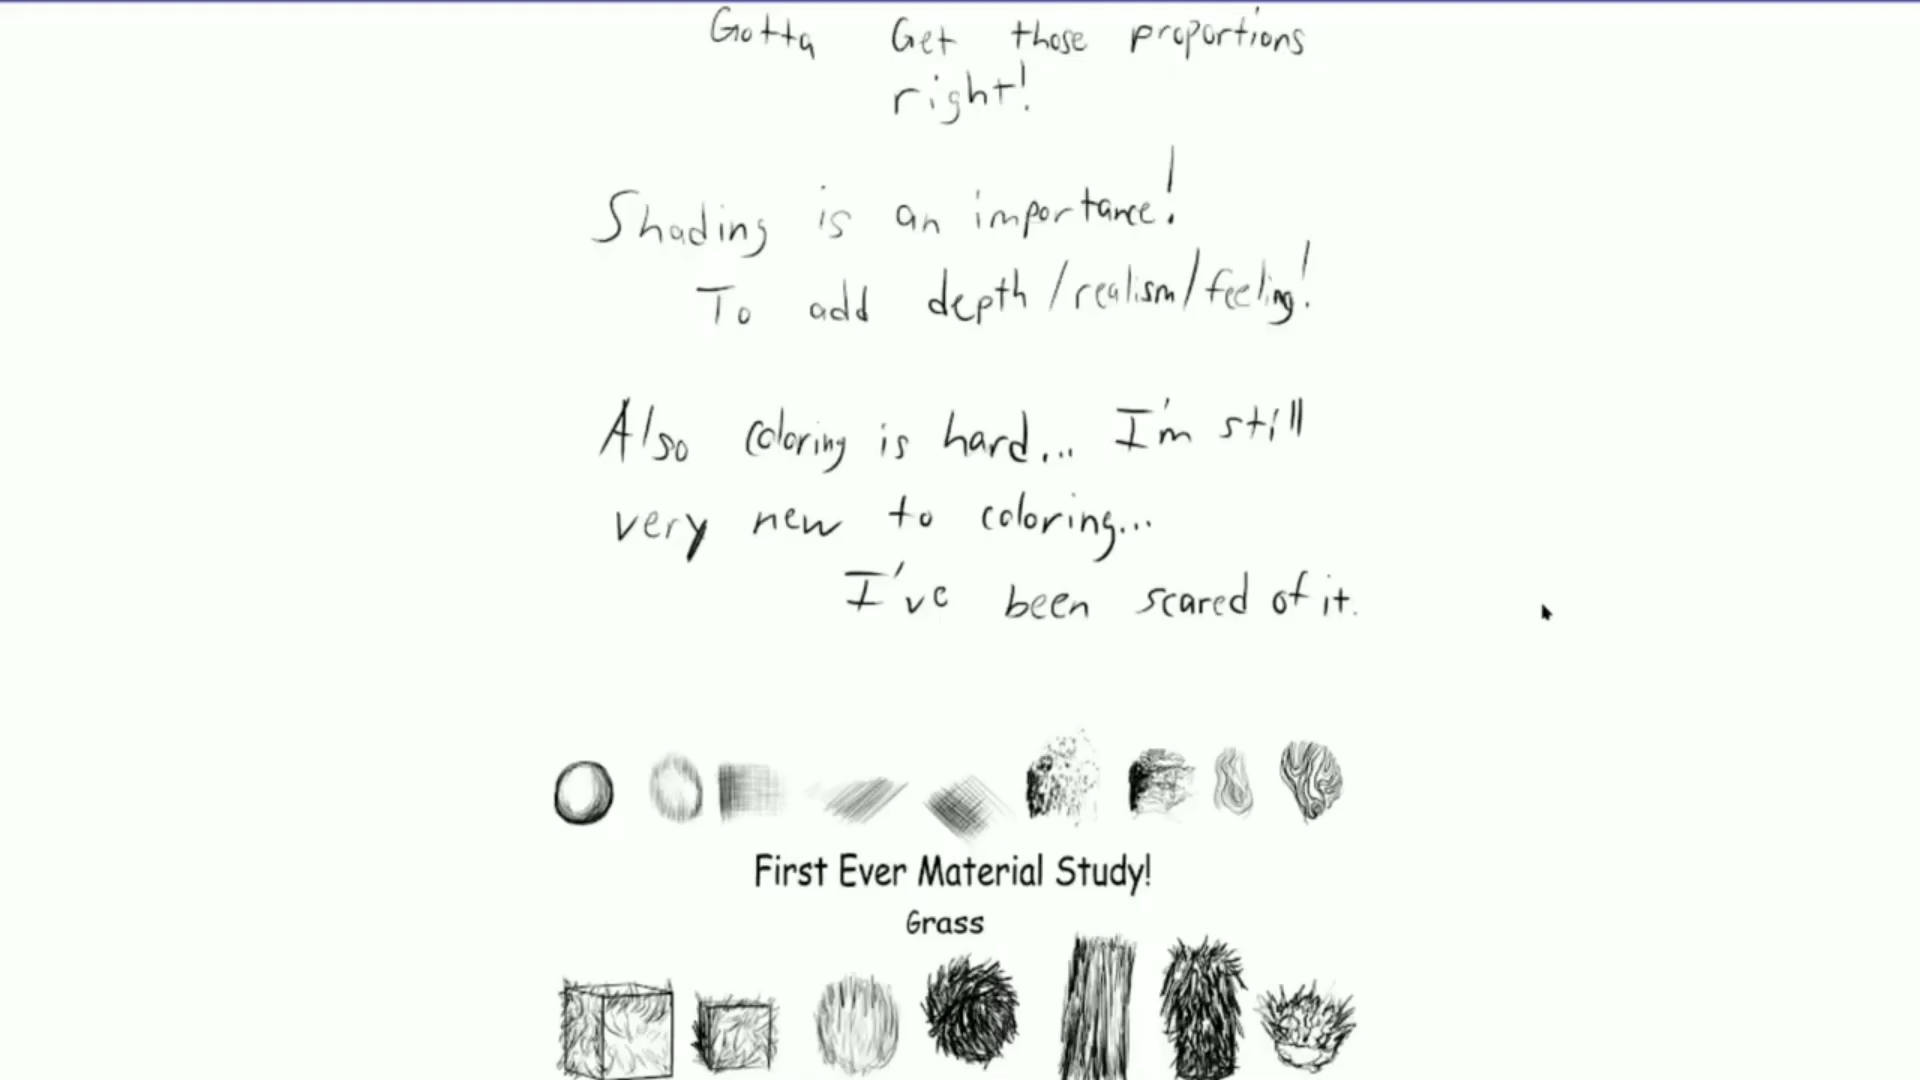 Gotta Get those proportions
right!
Shading is an importance!
To add depth/realism/feeling!
Also coloring is hard... I'm still
very new to coloring...
I've been scared of it.
First Ever Material Study!
Grass